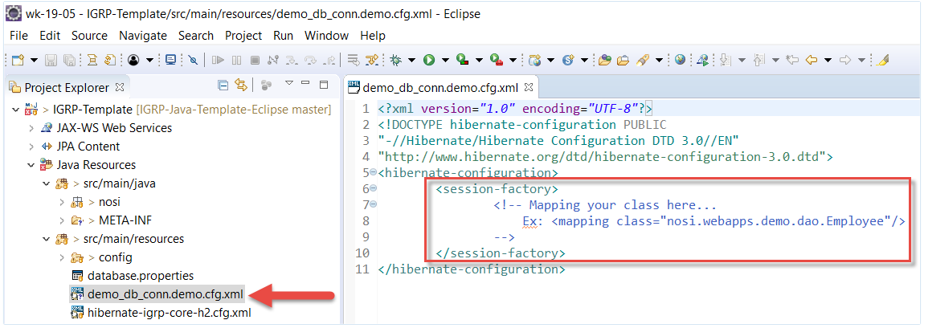 wk-19-05 - IGRP-Template/src/main/resources/demo_db_conn.demo.cfg.xml - Eclipse
File Edit Source Navigate Search Project Run Window Help
Project Explorer
IGRP-Template [IGRP-Java-Template-Eclipse master]
JAX-WS Web Services
JPA Content
Java Resources
src/main/java
nosi
META-INF
src/main/resources
config
database.properties
demo_db_conn.demo.cfg.xml
hibernate-igrp-core-h2.cfg.xml
demo_db_conn.demo.cfg.xml
1 <?xml version="1.0" encoding="UTF-8"?>
2 <!DOCTYPE hibernate-configuration PUBLIC
3 "-//Hibernate/Hibernate Configuration DTD 3.0//EN"
4 "http://www.hibernate.org/dtd/hibernate-configuration-3.0.dtd">
5 <hibernate-configuration>
6 <session-factory>
7 <!-- Mapping your class here...
8 Ex: <mapping class="nosi.webapps.demo.dao.Employee"/>
9 -->
10 </session-factory>
11 </hibernate-configuration>